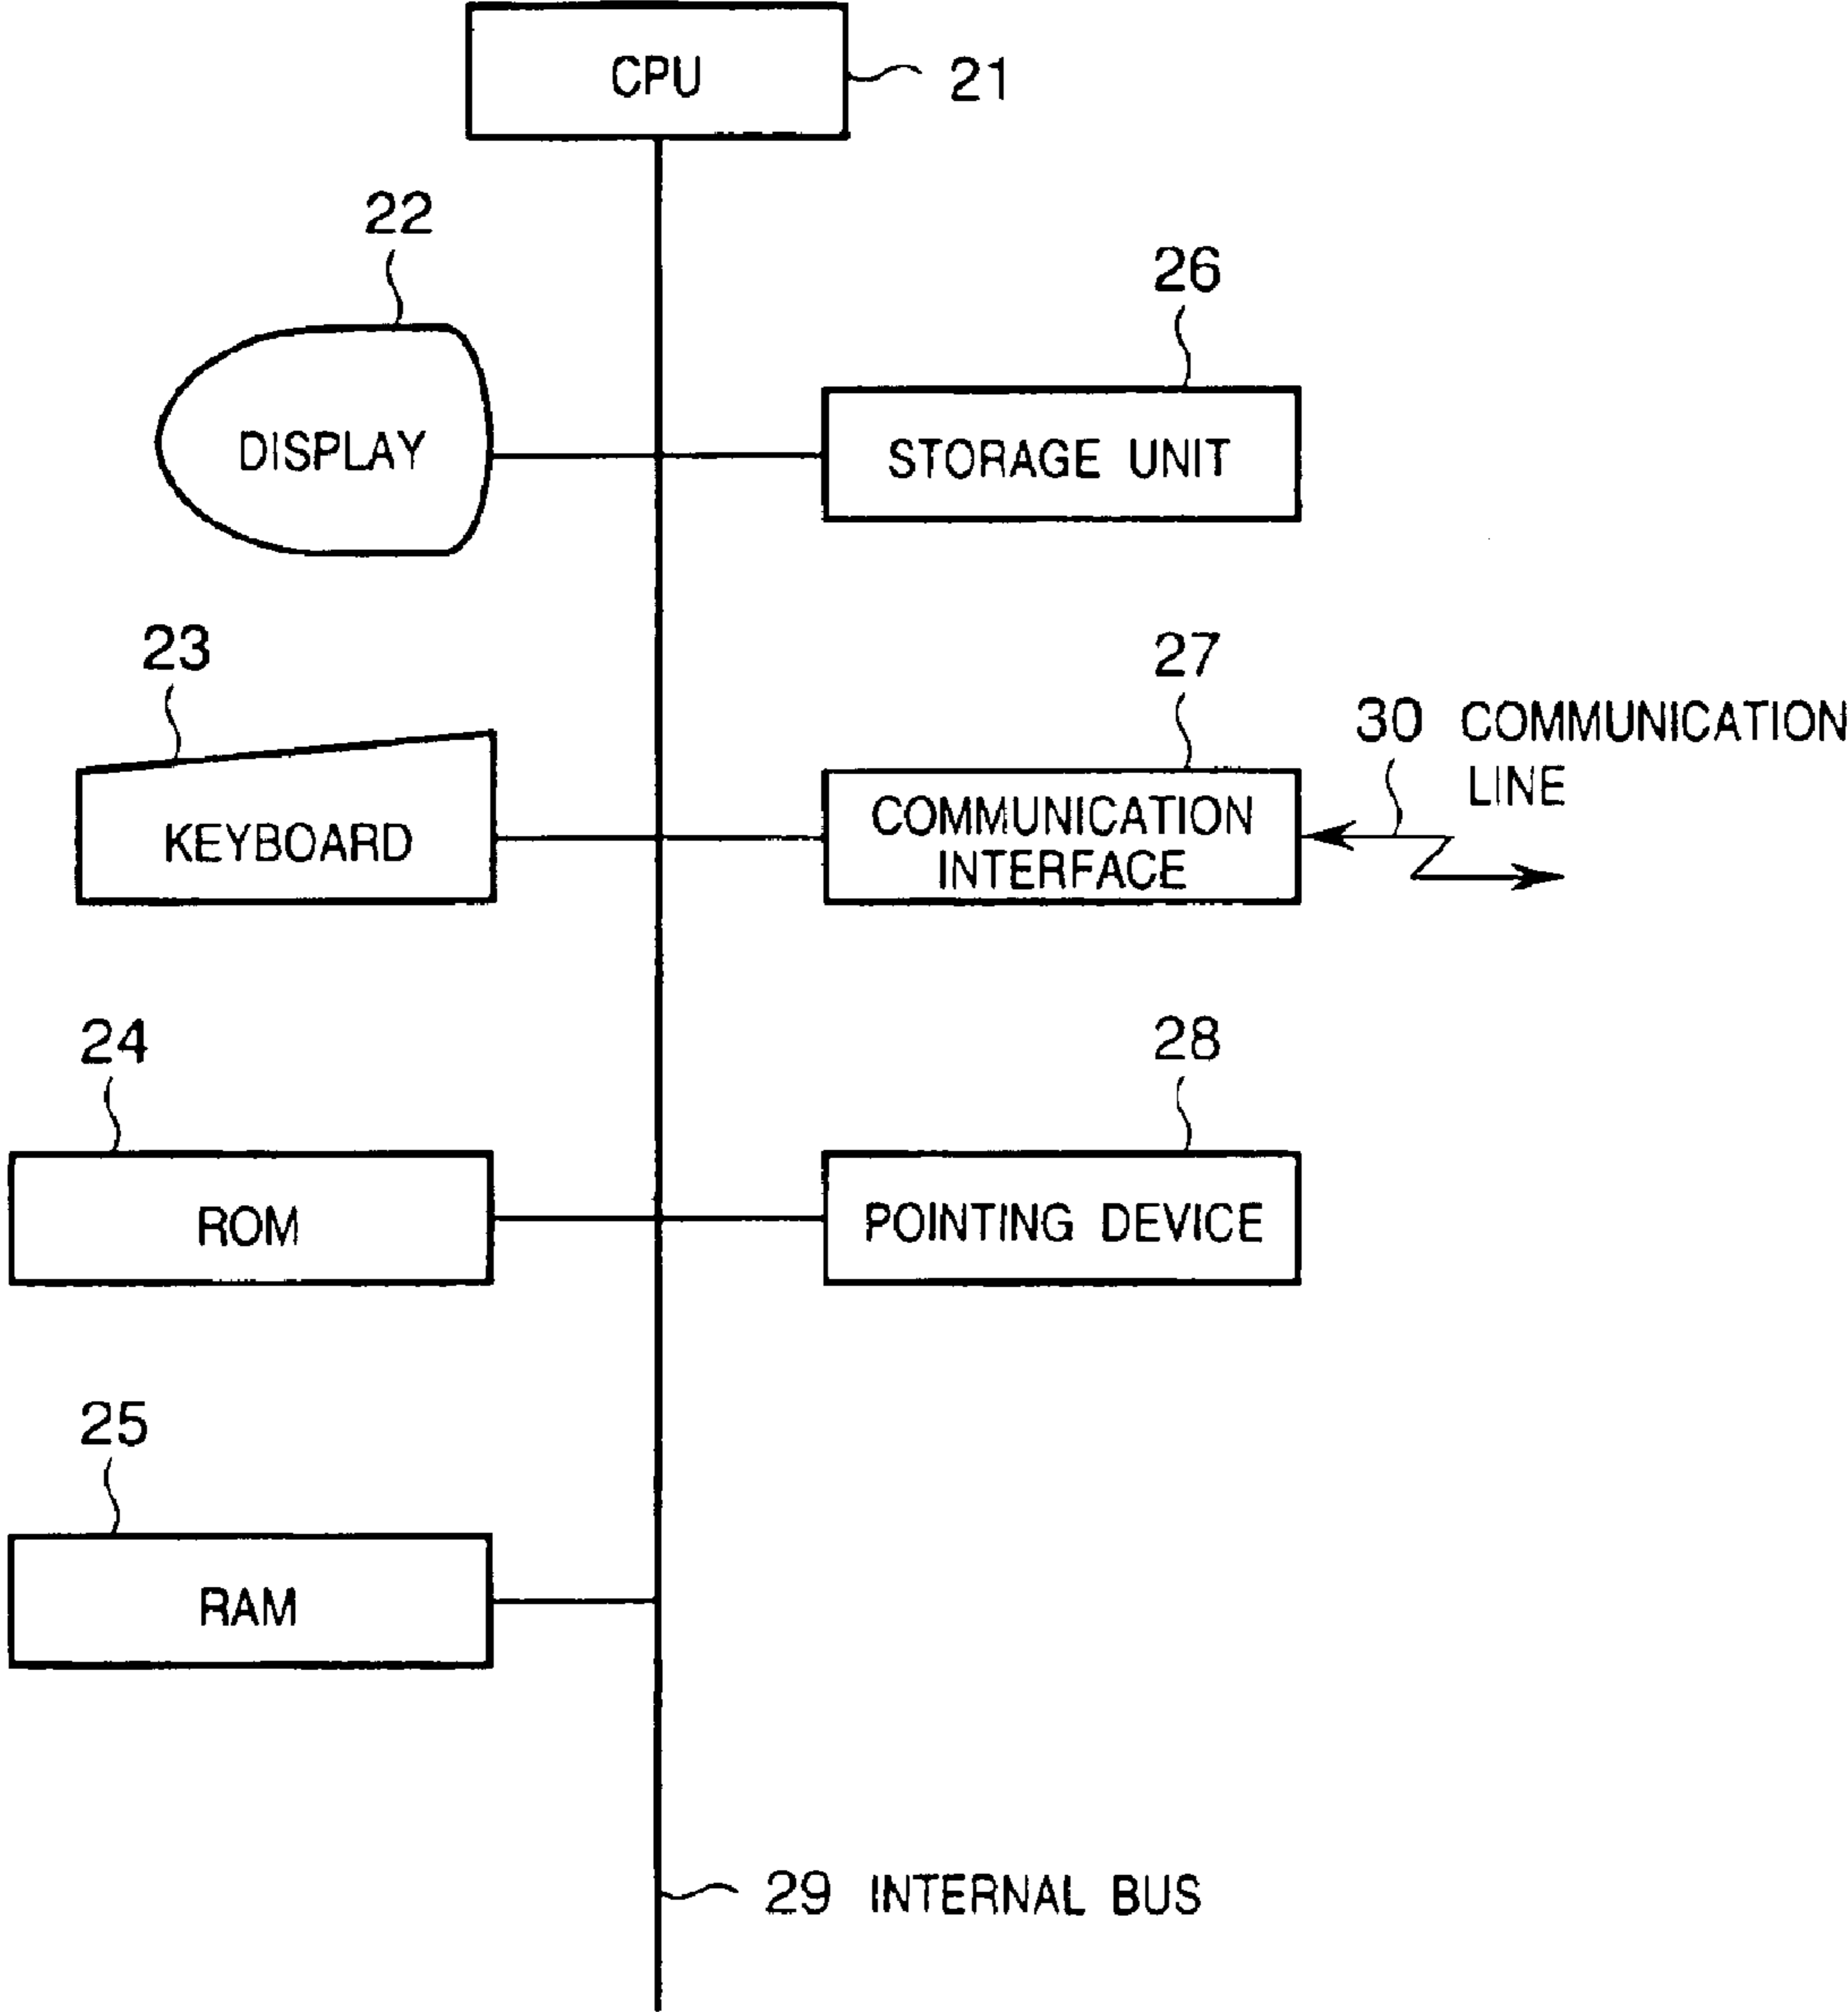 CPU 21
22
26
DISPLAY
STORAGE UNIT
23
27
30 COMMUNICATION
LINE
KEYBOARD
COMMUNICATION
INTERFACE
24
28
ROM
POINTING DEVICE
25
RAM
29 INTERNAL BUS